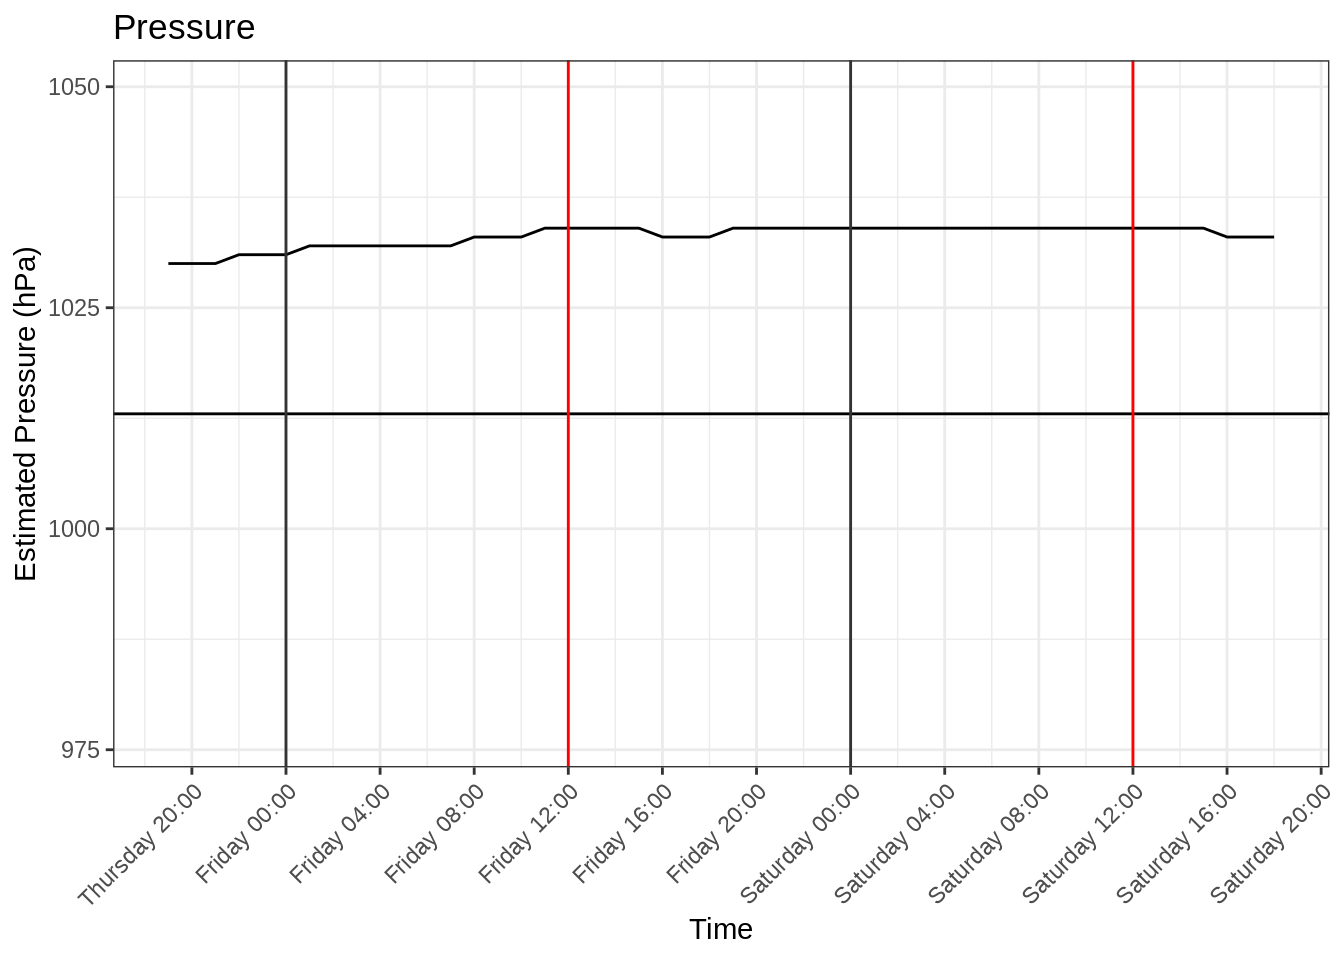 Pressure
Estimated Pressure (hPa)
1050
1025
1000
975
Thursday 20:00
Friday 00:00
Friday 04:00
Friday 08:00
Friday 12:00
Friday 16:00
Friday 20:00
Saturday 00:00
Saturday 04:00
Saturday 08:00
Saturday 12:00
Saturday 16:00
Saturday 20:00
Time